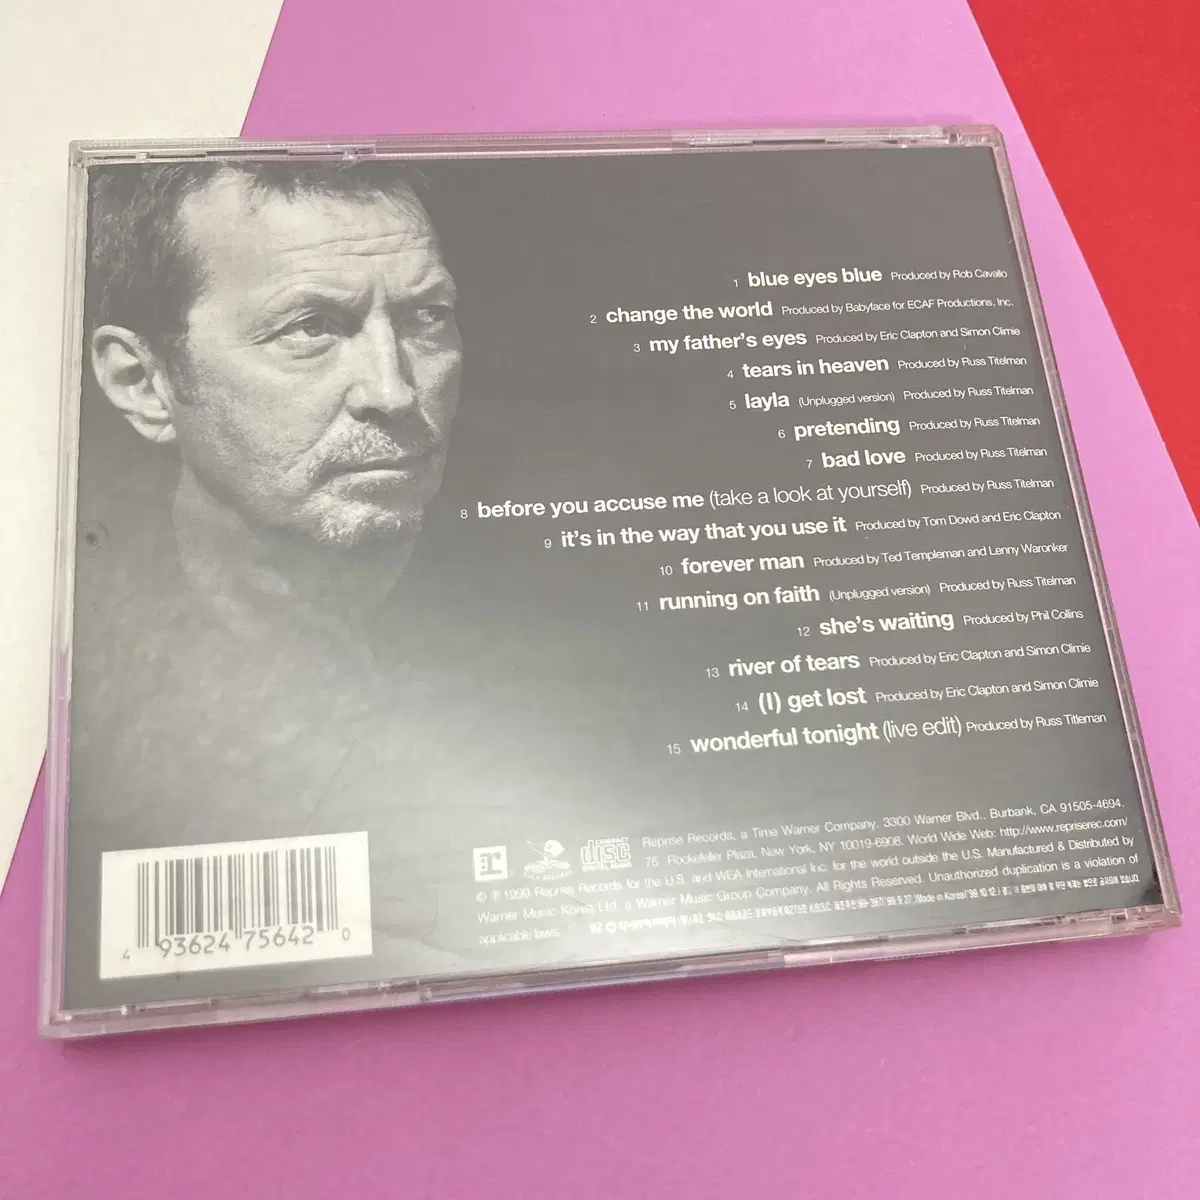 1 blue eyes blue Produced by Rob Cavallo
2 change the world Produced by Babyface for ECAF Productions, Inc.
3 my father's eyes Produced by Eric Clapton and Simon Climie
4 tears in heaven Produced by Russ Titelman
5 layla (Unplugged version) Produced by Russ Titelman
6 pretending Produced by Russ Titelman
7 bad love Produced by Russ Titelman
8 before you accuse me (take a look at yourself) Produced by Russ Titelman
9 it's in the way that you use it Produced by Tom Dowd and Eric Clapton
10 forever man Produced by Ted Templeman and Lenny Waronker
11 running on faith (Unplugged version) Produced by Russ Titelman
12 she's waiting Produced by Phil Collins
13 river of tears Produced by Eric Clapton and Simon Climie
14 (I) get lost Produced by Eric Clapton and Simon Climie
15 wonderful tonight (live edit) Produced by Russ Titleman
Reprise Records, a Time Warner Company. 3300 Warner Blvd., Burbank, CA 91505-4694.
75 Rockefeller Plaza, New York, NY 10019-6908. World Wide Web: http://www.repriserec.com/
© ℗ 1999 Reprise Records for the U.S. and WEA International Inc. for the world outside the U.S. Manufactured & Distributed by
Warner Music Korea Ltd, a Warner Music Group Company. All Rights Reserved. Unauthorized duplication is a violation of
applicable laws.
Made in Korea
COMPACT
disc
DIGITAL AUDIO
4 93624 75642 0